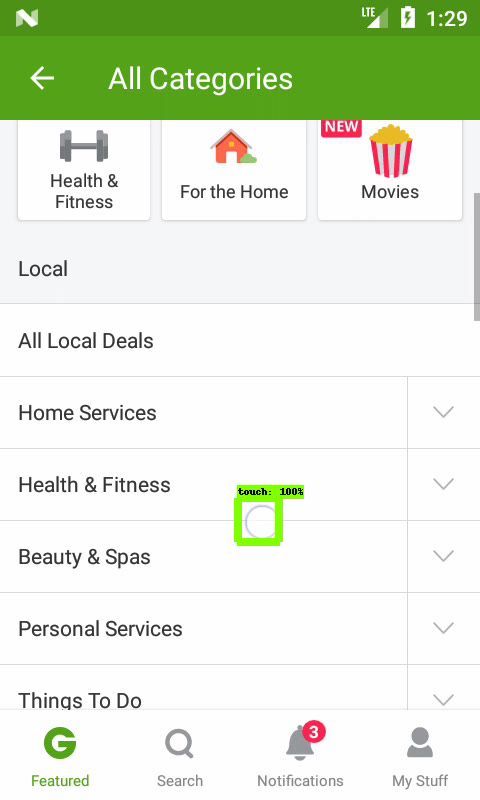 LTE 1:29
All Categories
Health &
Fitness
For the Home
NEW
Movies
Local
All Local Deals
Home Services
Health & Fitness
touch: 100%
Beauty & Spas
Personal Services
Things To Do
3
Featured
Search
Notifications
My Stuff